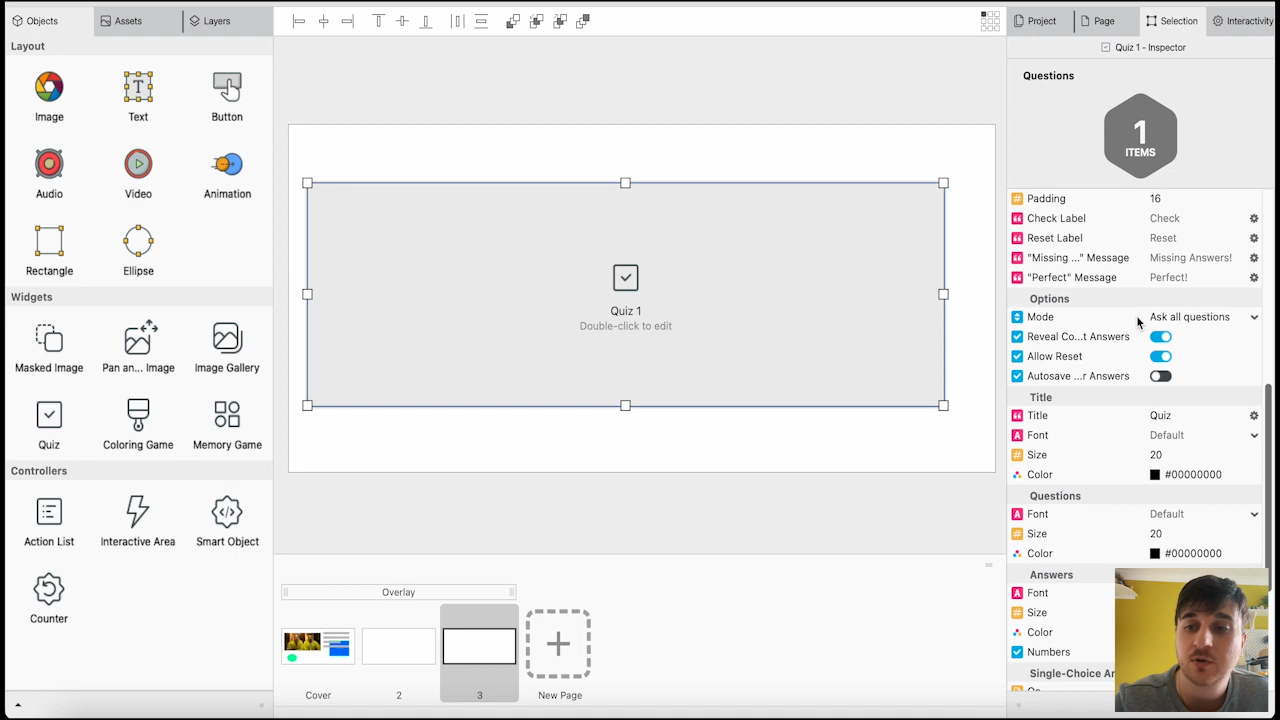 Objects
Assets
Layers
Project
Page
Selection
Interactivity
Layout
Quiz 1 - Inspector
Image
Text
Button
Audio
Video
Animation
Rectangle
Ellipse
Widgets
Masked Image
Pan an... Image
Image Gallery
Quiz
Coloring Game
Memory Game
Controllers
Action List
Interactive Area
Smart Object
Counter
Quiz 1
Double-click to edit
Overlay
Cover
2
3
New Page
Questions
1
ITEMS
Padding 16
Check Label Check
Reset Label Reset
"Missing ..." Message Missing Answers!
"Perfect" Message Perfect!
Options
Mode Ask all questions
Reveal Co...t Answers
Allow Reset
Autosave ...r Answers
Title
Title Quiz
Font Default
Size 20
Color #00000000
Questions
Font Default
Size 20
Color #00000000
Answers
Font
Size
Color
Numbers
Single-Choice Ar